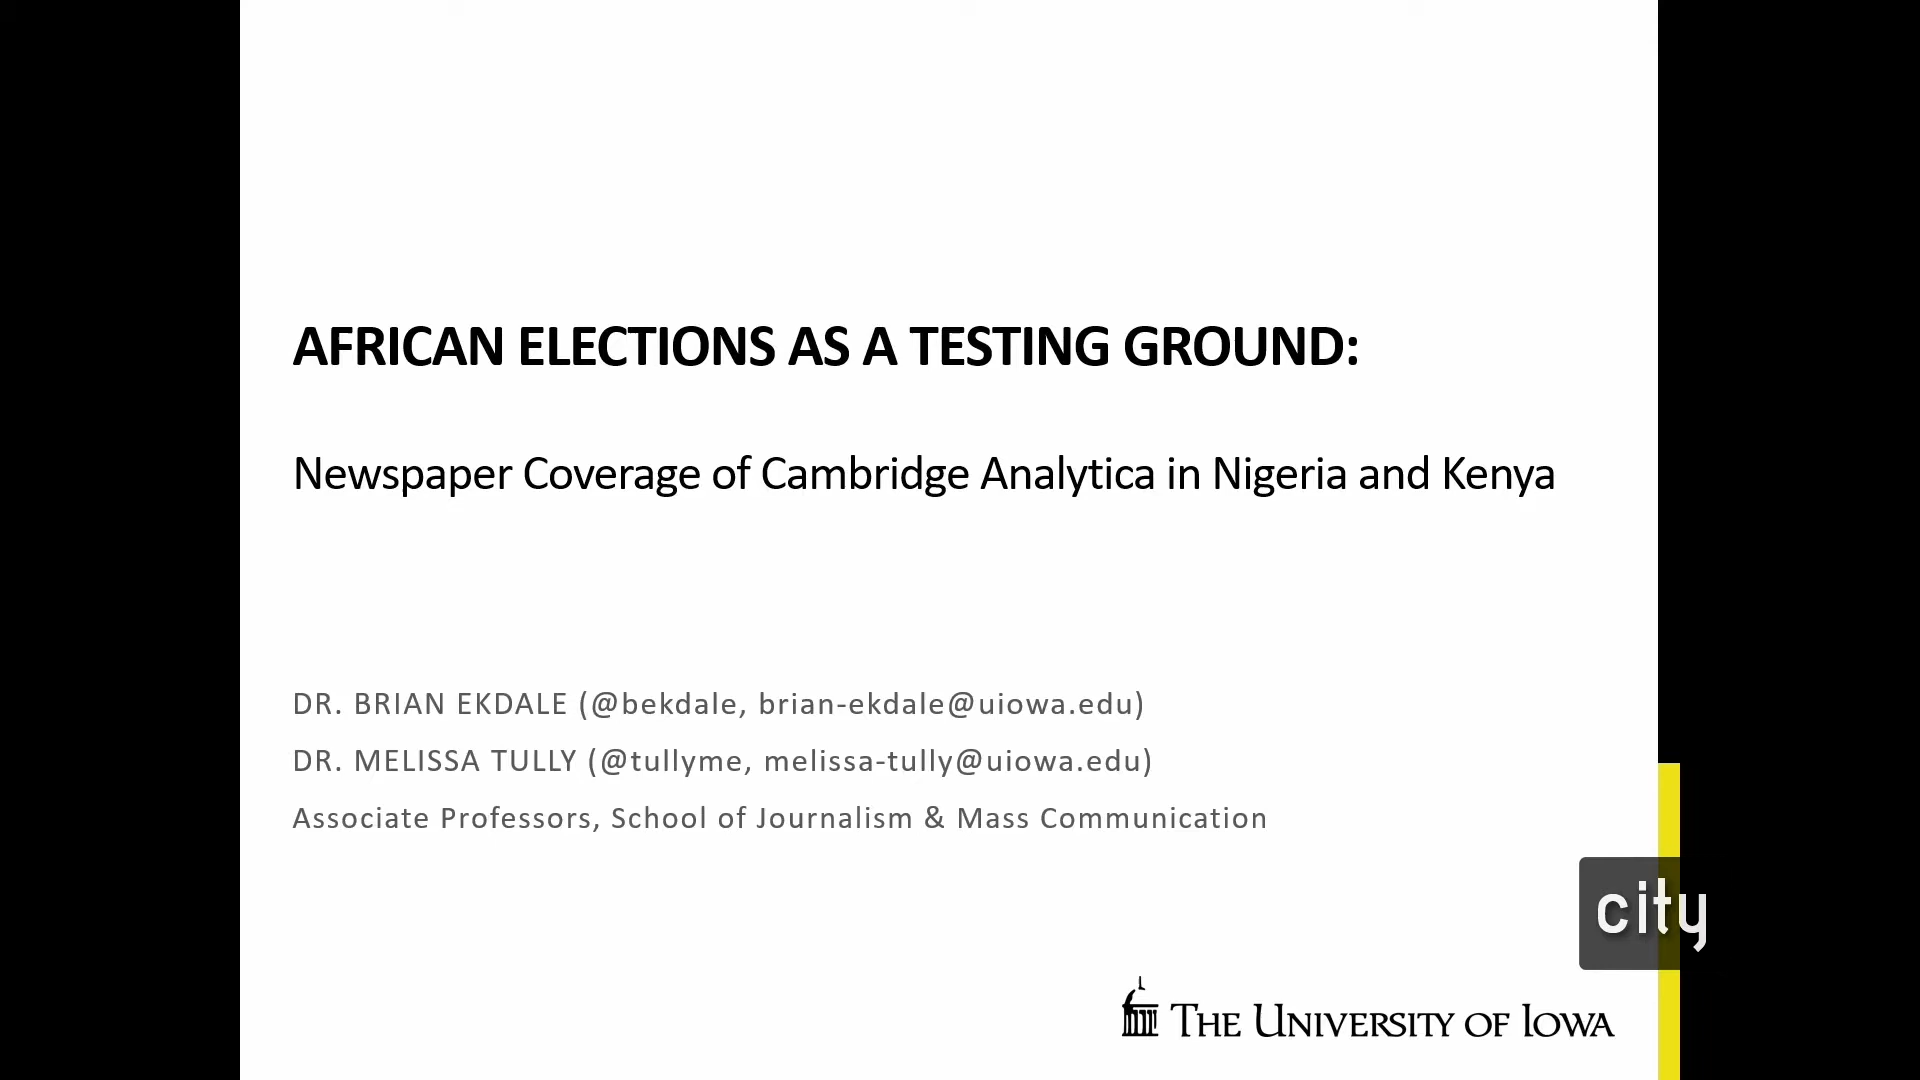 AFRICAN ELECTIONS AS A TESTING GROUND:
Newspaper Coverage of Cambridge Analytica in Nigeria and Kenya
DR. BRIAN EKDALE (@bekdale, brian-ekdale@uiowa.edu)
DR. MELISSA TULLY (@tullyme, melissa-tully@uiowa.edu)
Associate Professors, School of Journalism & Mass Communication
city
THE UNIVERSITY OF IOWA